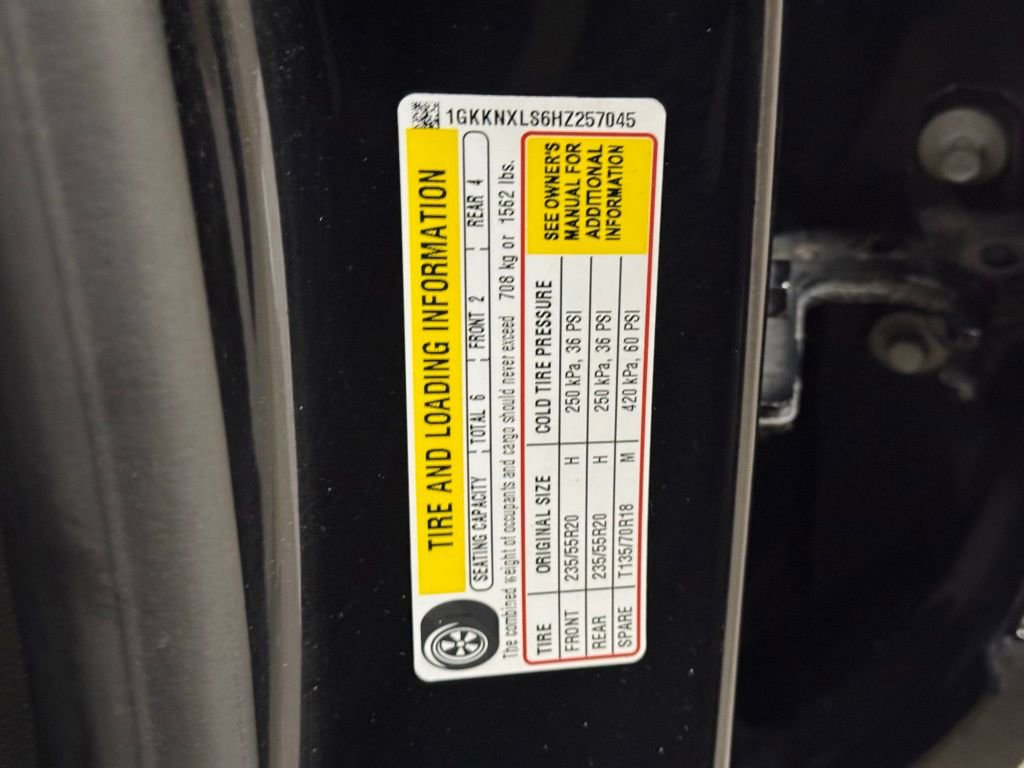 1GKKNXLS6HZ257045
TIRE AND LOADING INFORMATION
SEATING CAPACITY TOTAL 6 FRONT 2 REAR 4
The combined weight of occupants and cargo should never exceed 708 kg or 1562 lbs.
TIRE ORIGINAL SIZE COLD TIRE PRESSURE
FRONT 235/55R20 H 250 kPa, 36 PSI
REAR 235/55R20 H 250 kPa, 36 PSI
SPARE T135/70R18 M 420 kPa, 60 PSI
SEE OWNER'S
MANUAL FOR
ADDITIONAL
INFORMATION